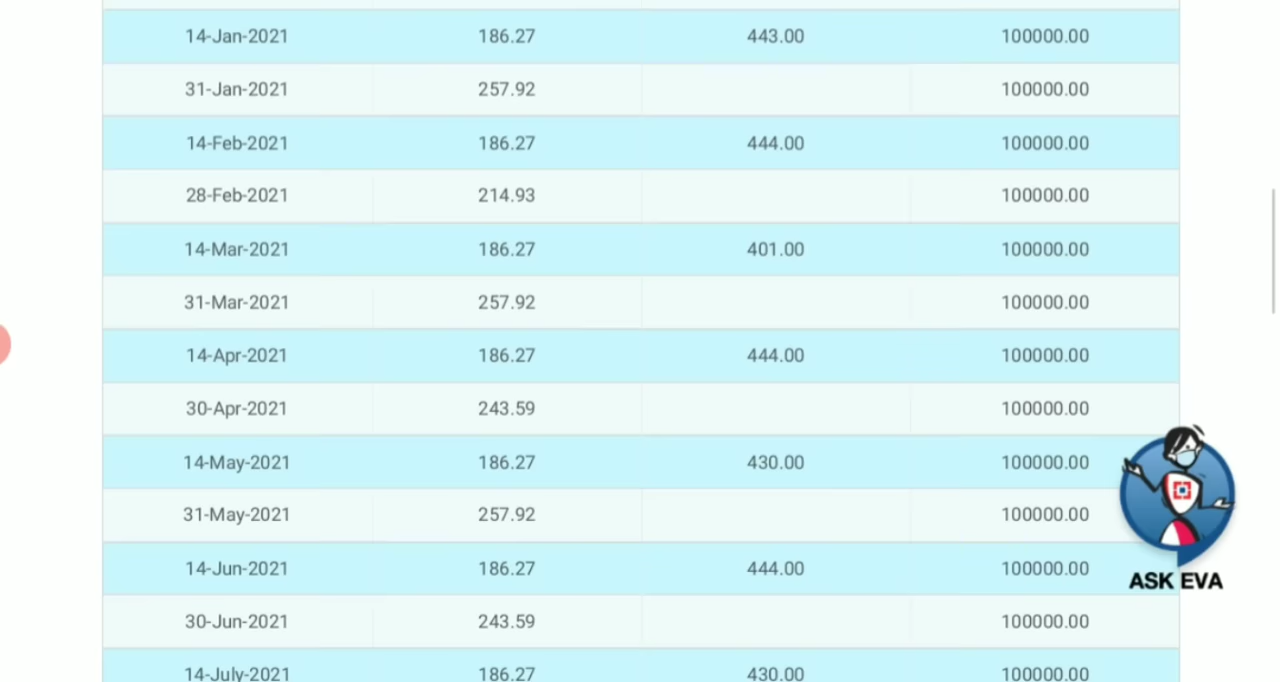 14-Jan-2021 186.27 443.00 100000.00
31-Jan-2021 257.92 100000.00
14-Feb-2021 186.27 444.00 100000.00
28-Feb-2021 214.93 100000.00
14-Mar-2021 186.27 401.00 100000.00
31-Mar-2021 257.92 100000.00
14-Apr-2021 186.27 444.00 100000.00
30-Apr-2021 243.59 100000.00
14-May-2021 186.27 430.00 100000.00
31-May-2021 257.92 100000.00
14-Jun-2021 186.27 444.00 100000.00
ASK EVA
30-Jun-2021 243.59 100000.00
14-July-2021 186.27 430.00 100000.00